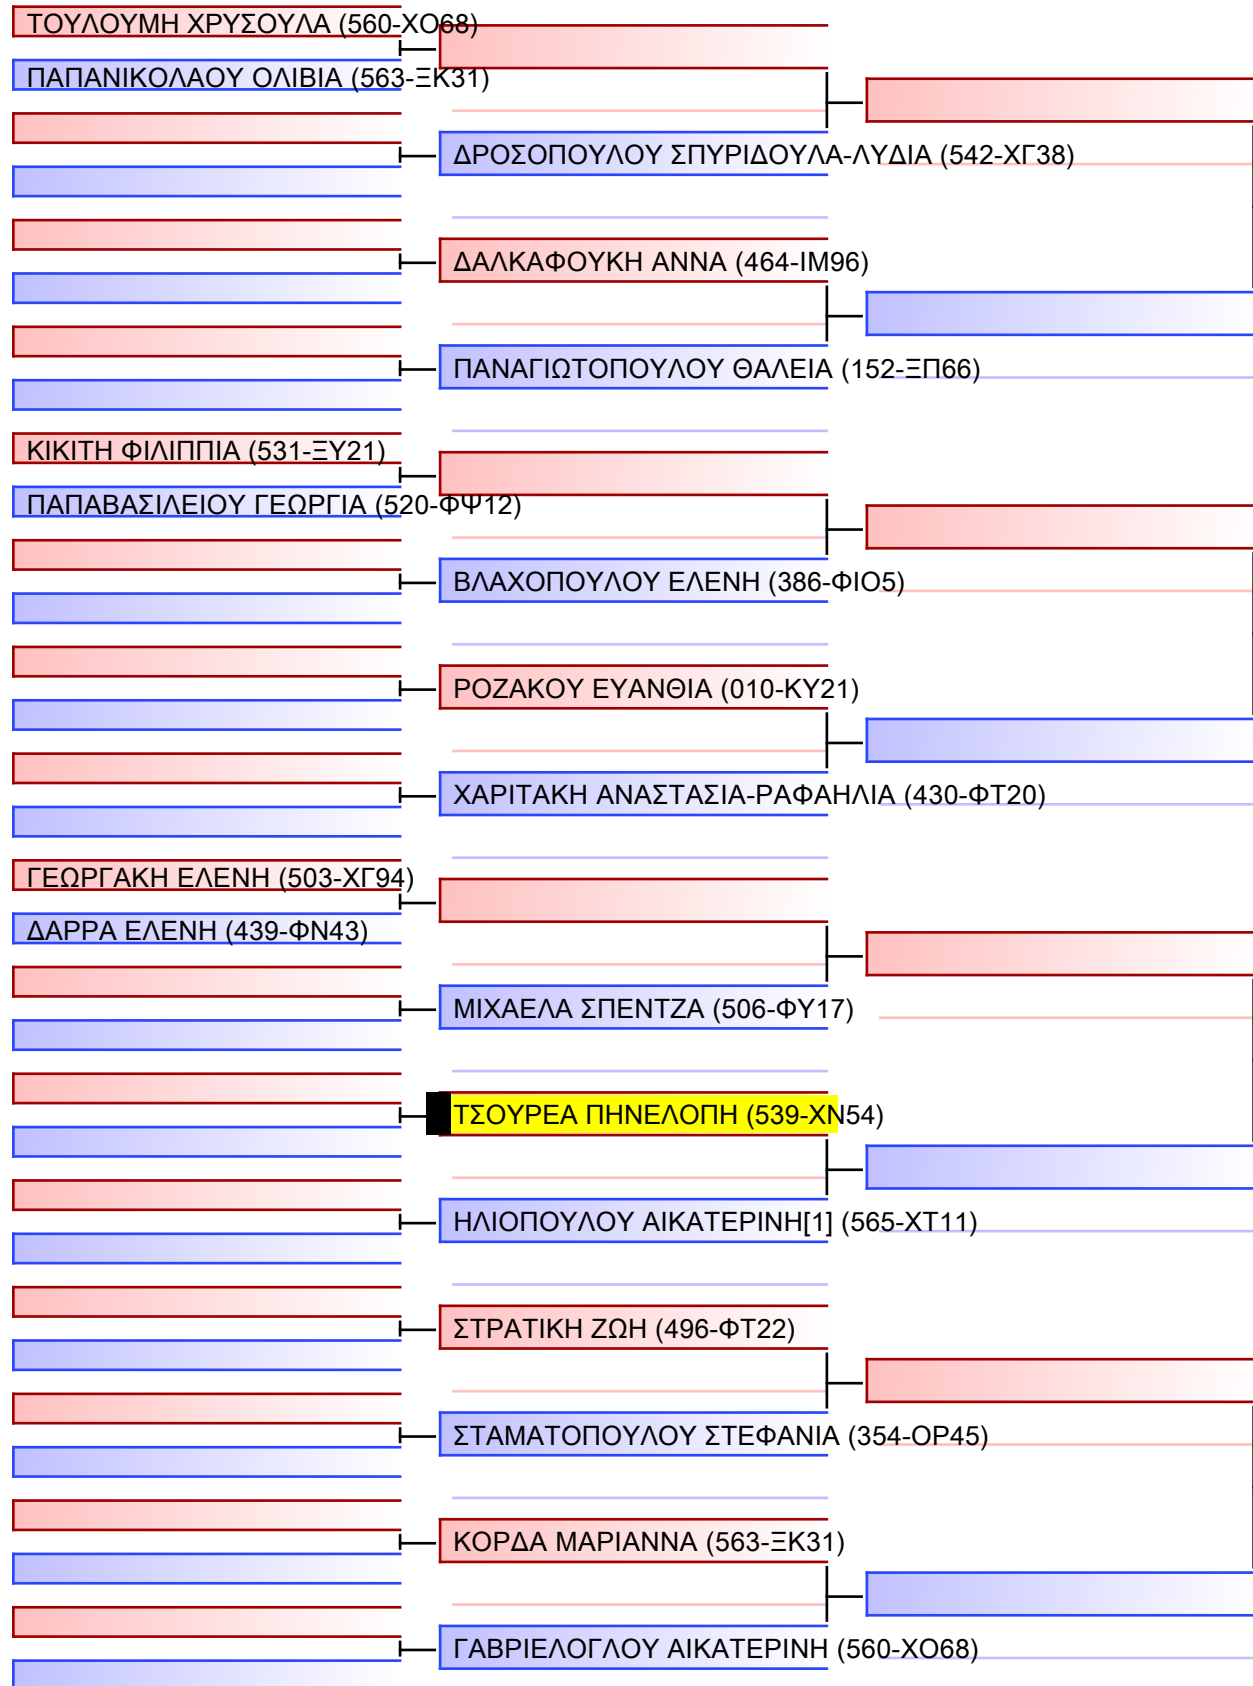 ΤΟΥΛΟΥΜΗ ΧΡΥΣΟΥΛΑ (560-ΧΟ68)
ΠΑΠΑΝΙΚΟΛΑΟΥ ΟΛΙΒΙΑ (563-ΞΚ31)
ΔΡΟΣΟΠΟΥΛΟΥ ΣΠΥΡΙΔΟΥΛΑ-ΛΥΔΙΑ (542-ΧΓ38)
ΔΑΛΚΑΦΟΥΚΗ ΑΝΝΑ (464-ΙΜ96)
ΠΑΝΑΓΙΩΤΟΠΟΥΛΟΥ ΘΑΛΕΙΑ (152-ΞΠ66)
ΚΙΚΙΤΗ ΦΙΛΙΠΠΙΑ (531-ΞΥ21)
ΠΑΠΑΒΑΣΙΛΕΙΟΥ ΓΕΩΡΓΙΑ (520-ΦΨ12)
ΒΛΑΧΟΠΟΥΛΟΥ ΕΛΕΝΗ (386-ΦΙΟ5)
ΡΟΖΑΚΟΥ ΕΥΑΝΘΙΑ (010-ΚΥ21)
ΧΑΡΙΤΑΚΗ ΑΝΑΣΤΑΣΙΑ-ΡΑΦΑΗΛΙΑ (430-ΦΤ20)
ΓΕΩΡΓΑΚΗ ΕΛΕΝΗ (503-ΧΓ94)
ΔΑΡΡΑ ΕΛΕΝΗ (439-ΦΝ43)
ΜΙΧΑΕΛΑ ΣΠΕΝΤΖΑ (506-ΦΥ17)
ΤΣΟΥΡΕΑ ΠΗΝΕΛΟΠΗ (539-ΧΝ54)
ΗΛΙΟΠΟΥΛΟΥ ΑΙΚΑΤΕΡΙΝΗ[1] (565-ΧΤ11)
ΣΤΡΑΤΙΚΗ ΖΩΗ (496-ΦΤ22)
ΣΤΑΜΑΤΟΠΟΥΛΟΥ ΣΤΕΦΑΝΙΑ (354-ΟΡ45)
ΚΟΡΔΑ ΜΑΡΙΑΝΝΑ (563-ΞΚ31)
ΓΑΒΡΙΕΛΟΓΛΟΥ ΑΙΚΑΤΕΡΙΝΗ (560-ΧΟ68)